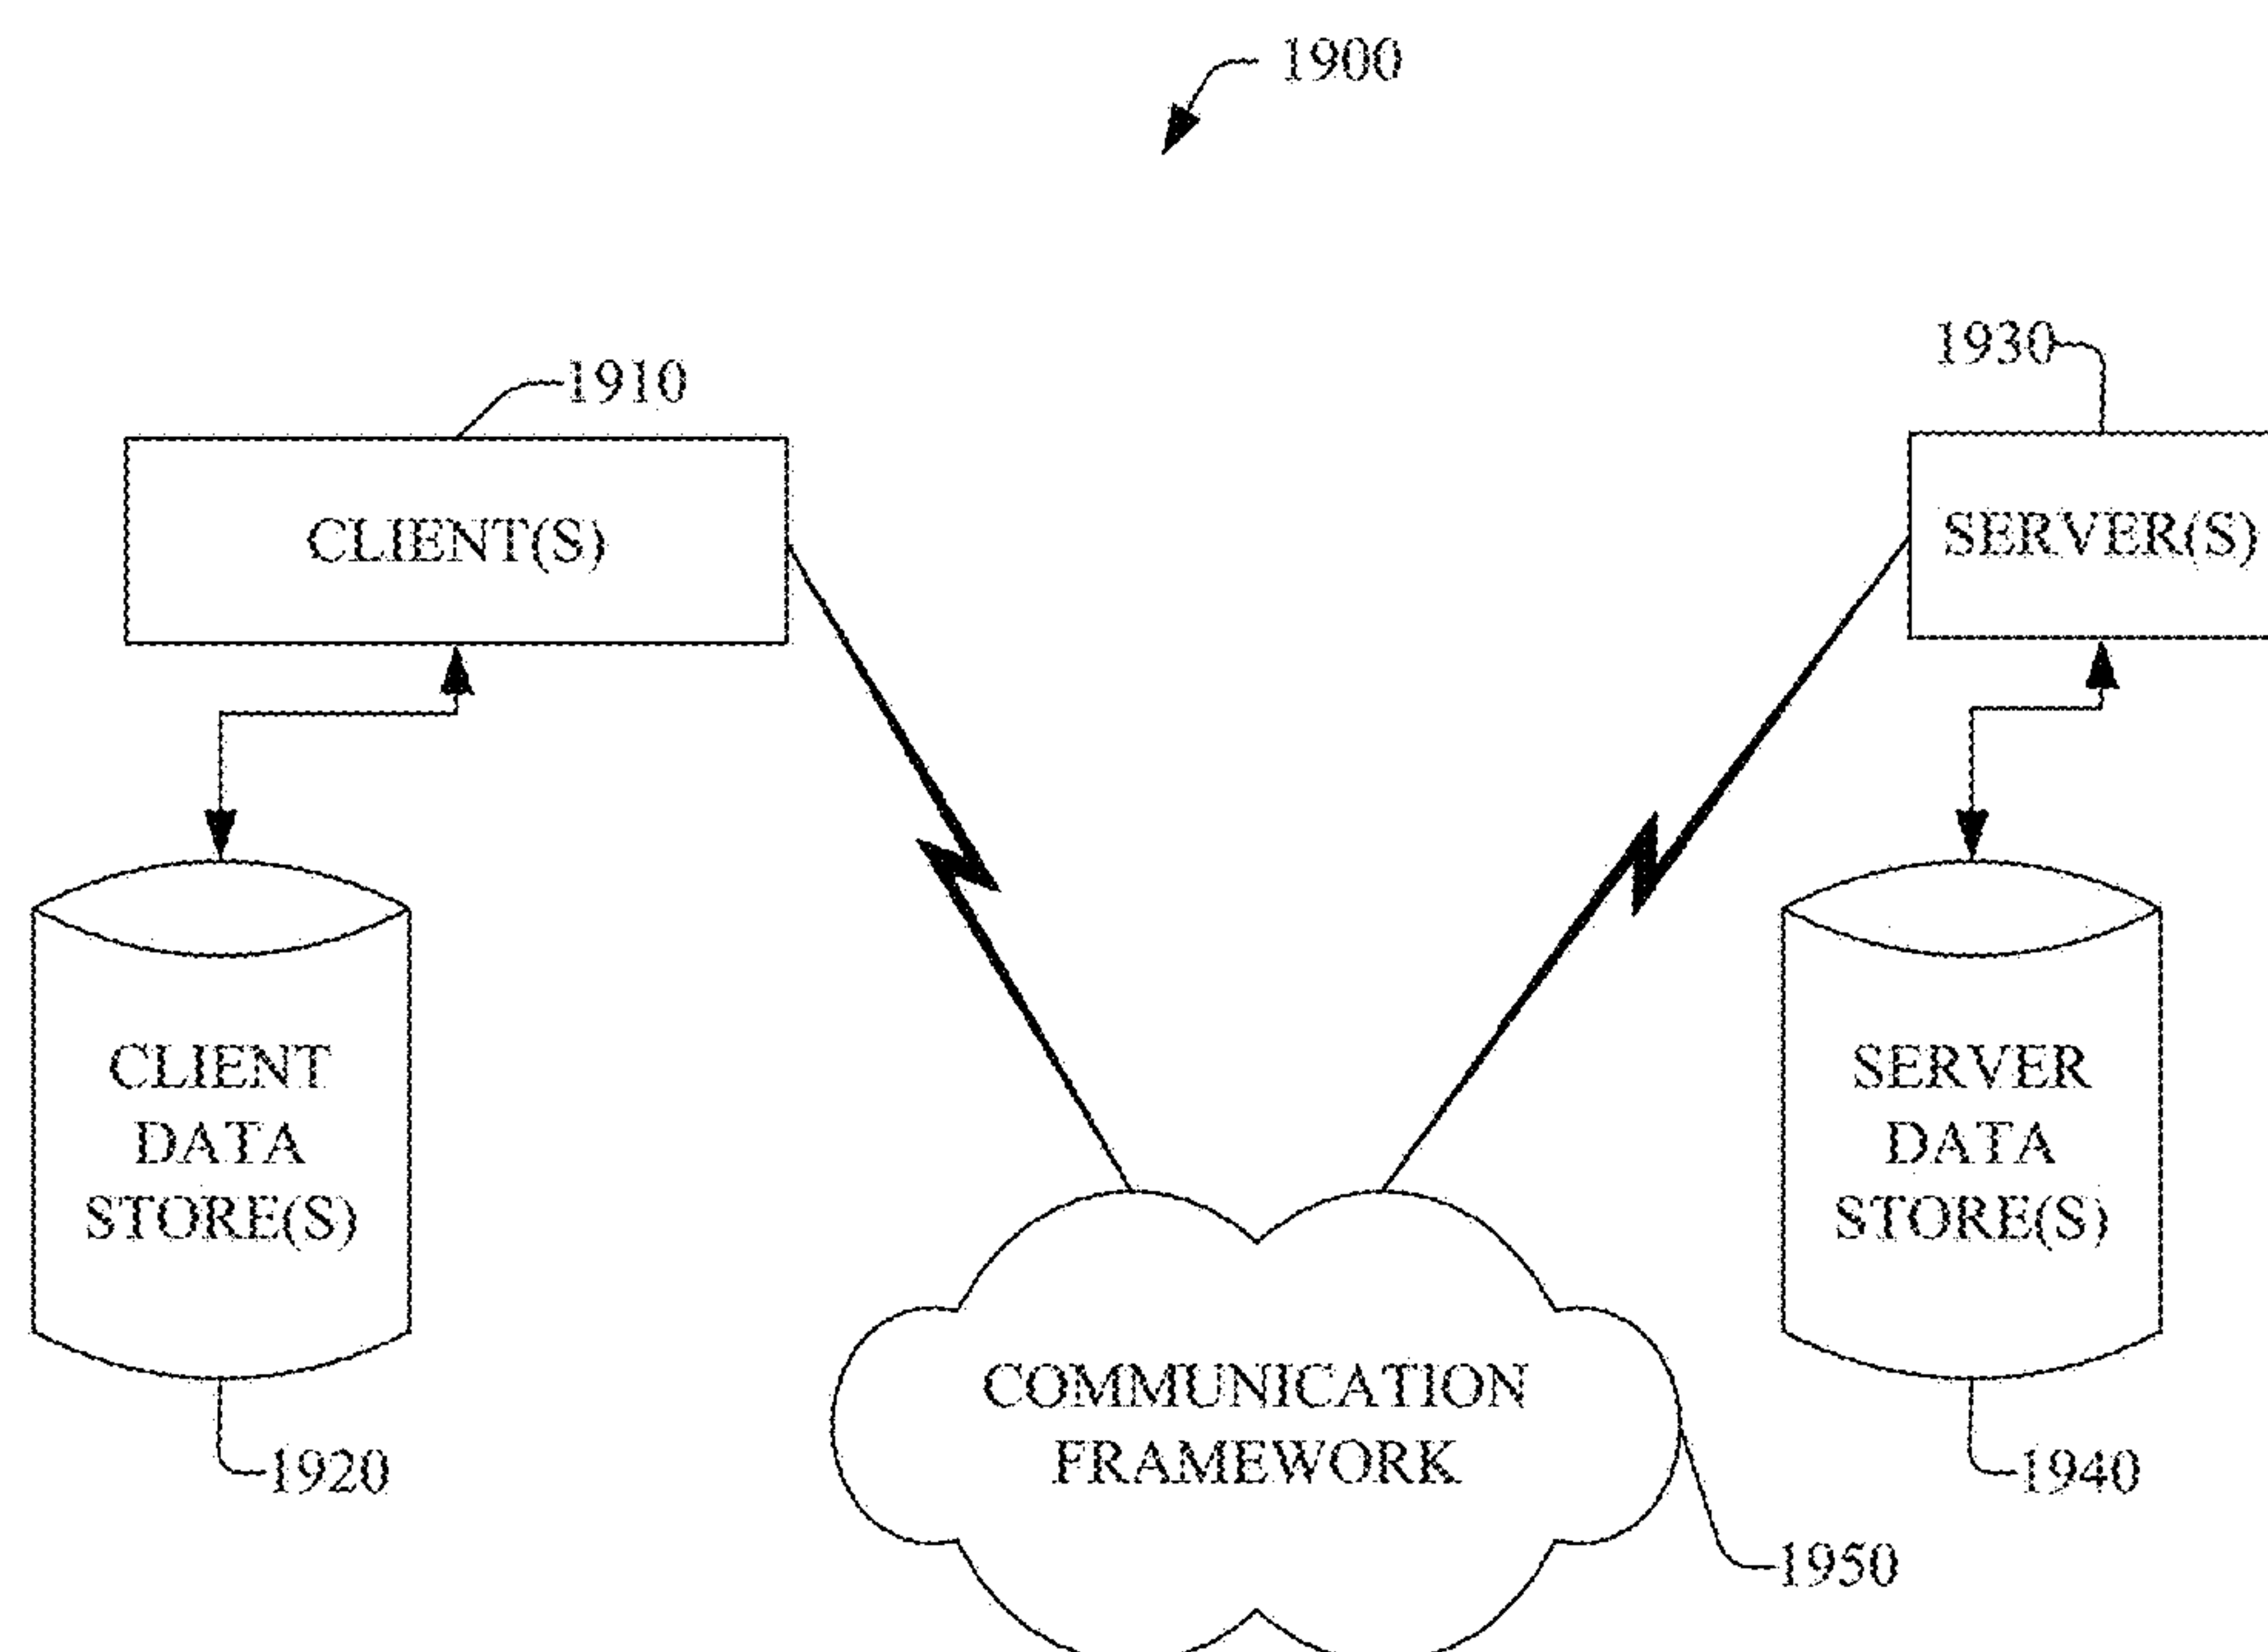 1900
1910
1930
CLIENT(S)
SERVER(S)
CLIENT
DATA
STORE(S)
SERVER
DATA
STORE(S)
COMMUNICATION
FRAMEWORK
1920
1940
1950